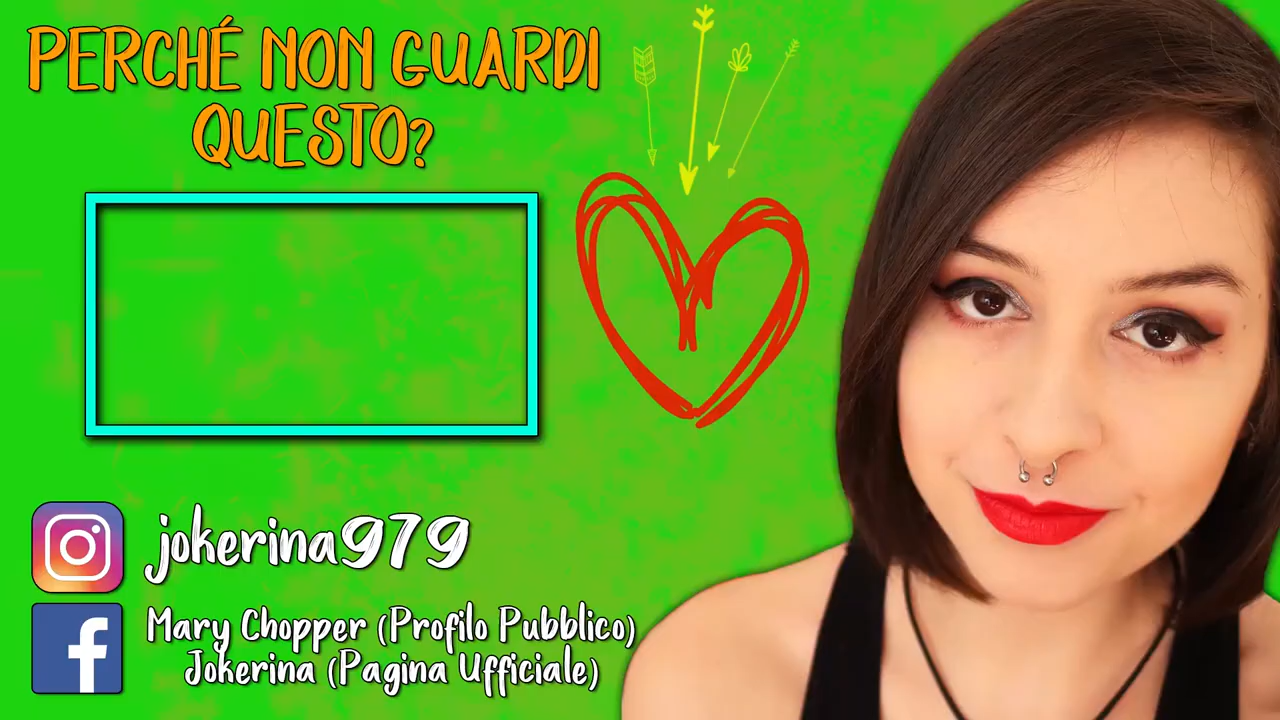 PERCHÉ NON GUARDI
QUESTO?
jokerina979
Mary Chopper (Profilo Pubblico)
Jokerina (Pagina Ufficiale)